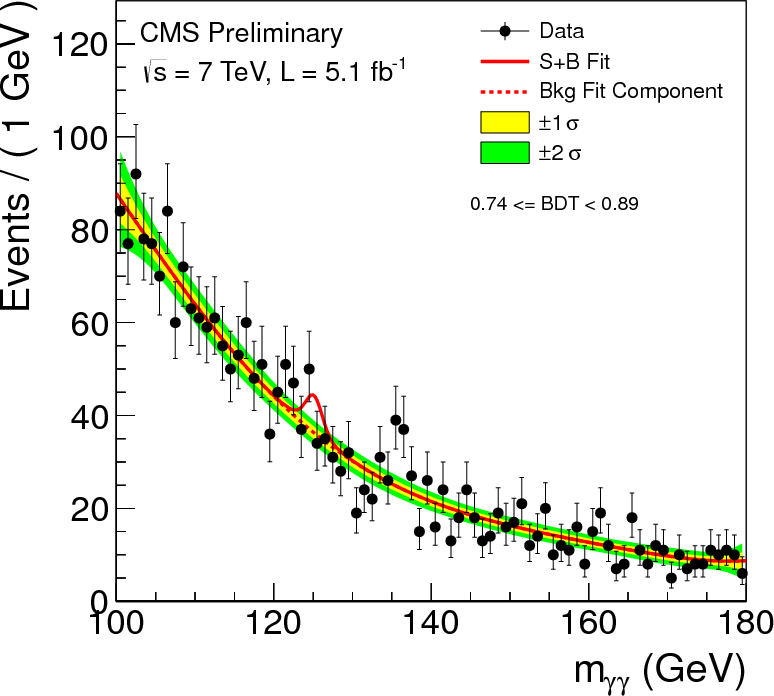 CMS Preliminary
√s = 7 TeV, L = 5.1 fb⁻¹
Data
S+B Fit
Bkg Fit Component
±1 σ
±2 σ
0.74 <= BDT < 0.89
Events / ( 1 GeV)
120
100
80
60
40
20
0
100 120 140 160 180
mγγ (GeV)